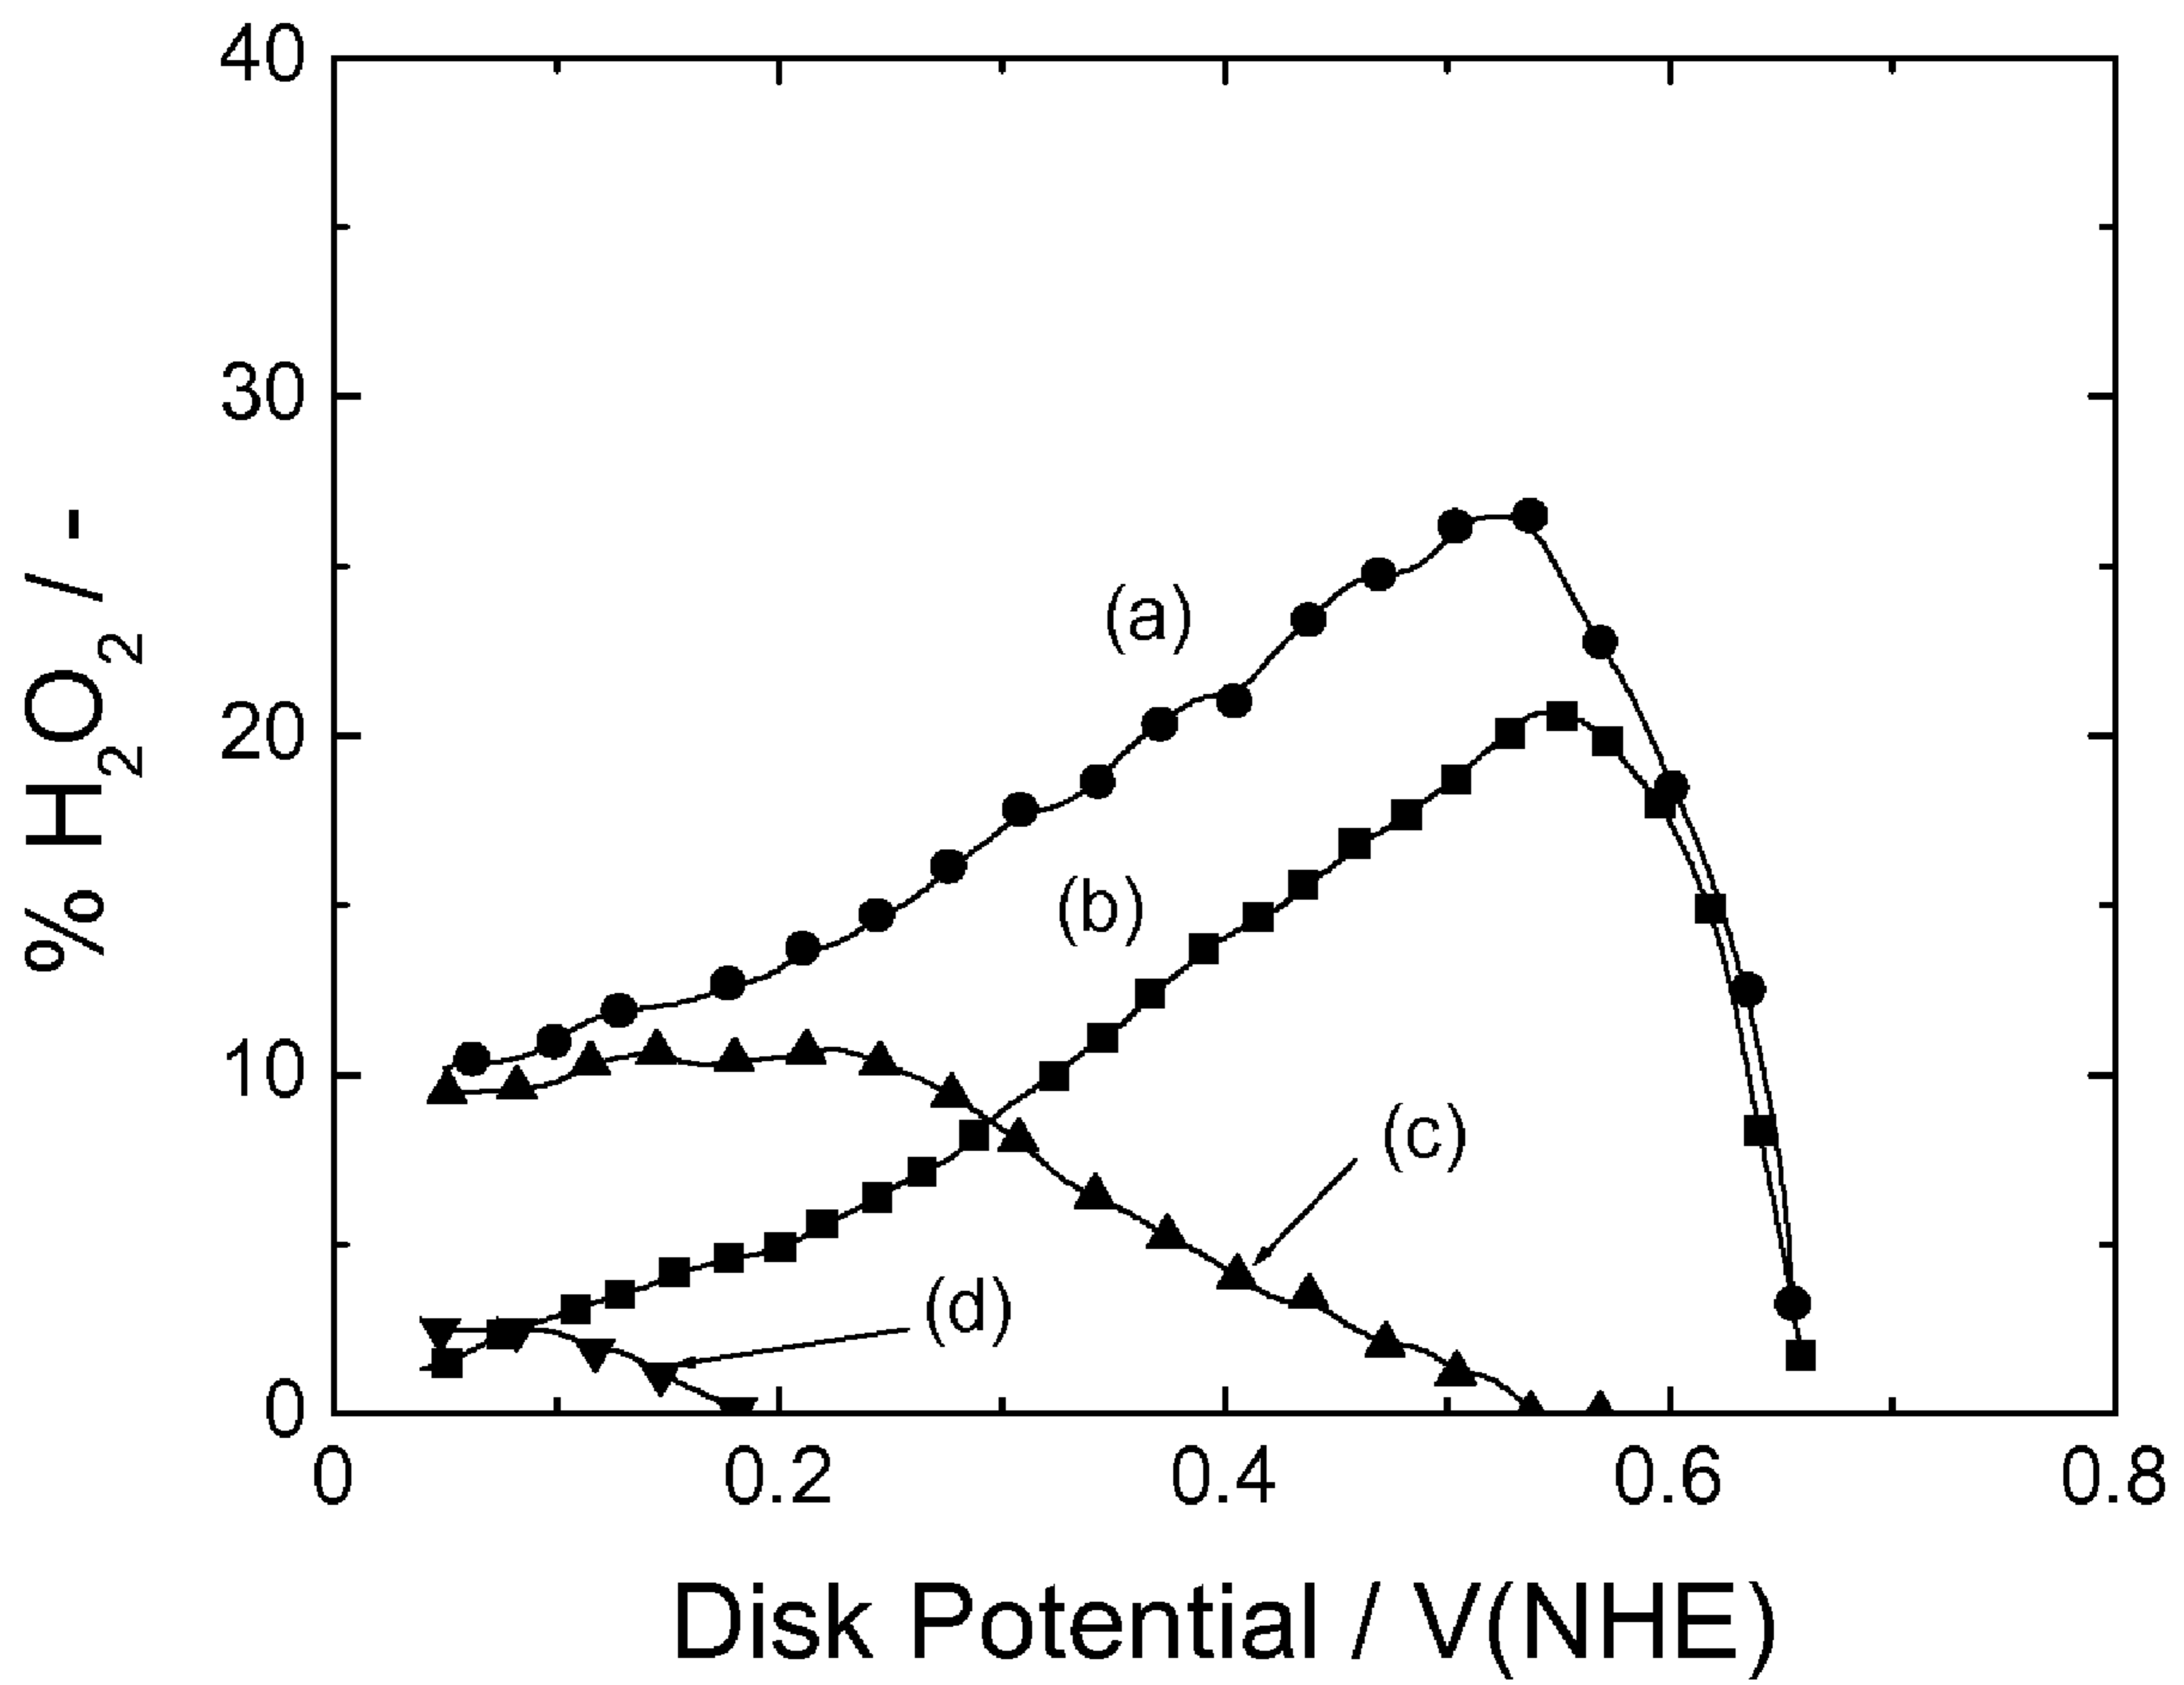 40
30
20
10
0
% H₂O₂ / -
(a)
(b)
(c)
(d)
0 0.2 0.4 0.6 0.8
Disk Potential / V(NHE)